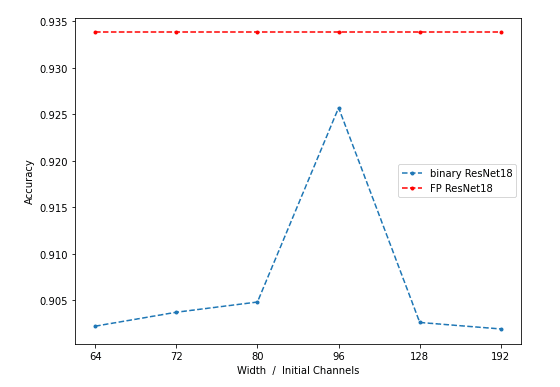 0.935
0.930
0.925
0.920
0.915
0.910
0.905
Accuracy
binary ResNet18
FP ResNet18
64 72 80 96 128 192
Width / Initial Channels